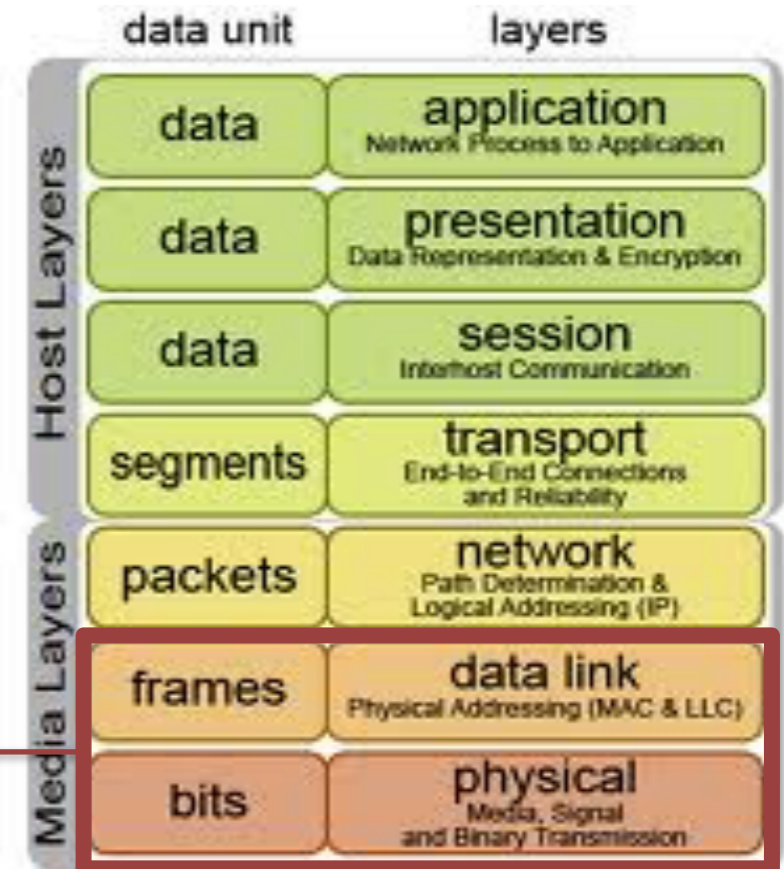 data unit layers
Host Layers
data application
Network Process to Application
data presentation
Data Representation & Encryption
data session
Interhost Communication
segments transport
End-to-End Connections
and Reliability
Media Layers
packets network
Path Determination &
Logical Addressing (IP)
frames data link
Physical Addressing (MAC & LLC)
bits physical
Media, Signal
and Binary Transmission